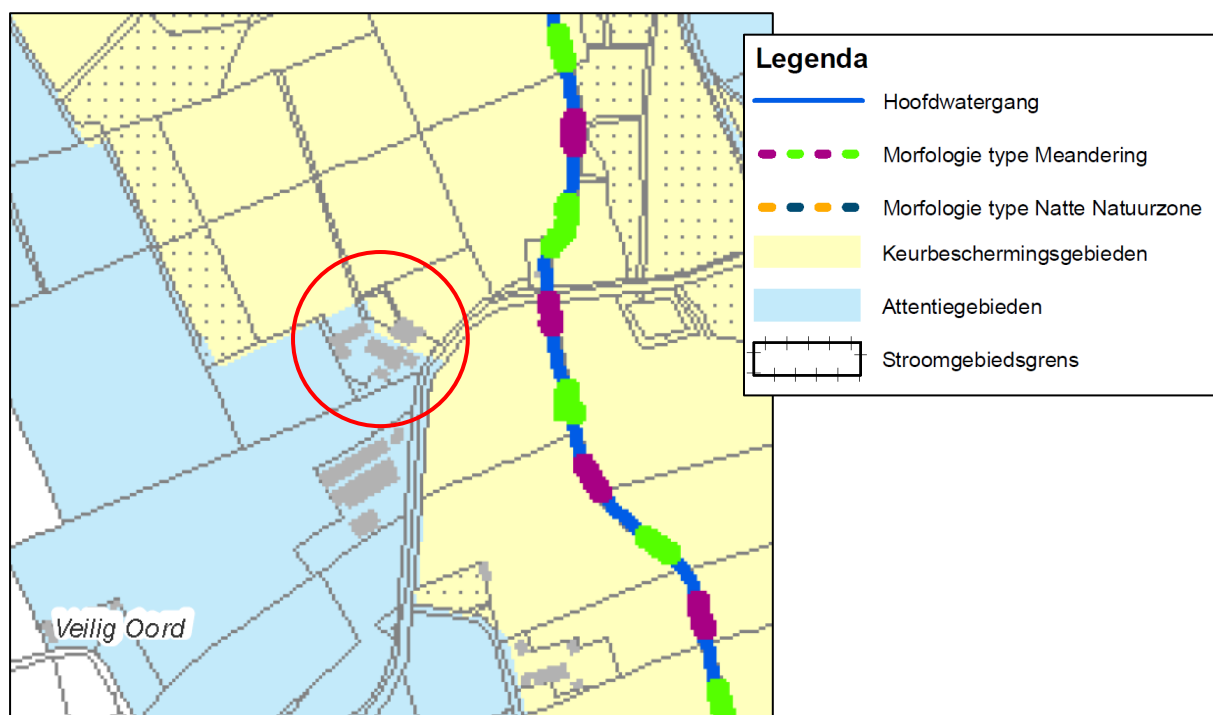 Legenda
Hoofdwatergang
Morfologie type Meandering
Morfologie type Natte Natuurzone
Keurbeschermingsgebieden
Attentiegebieden
Stroomgebiedsgrens
Veilig Oord